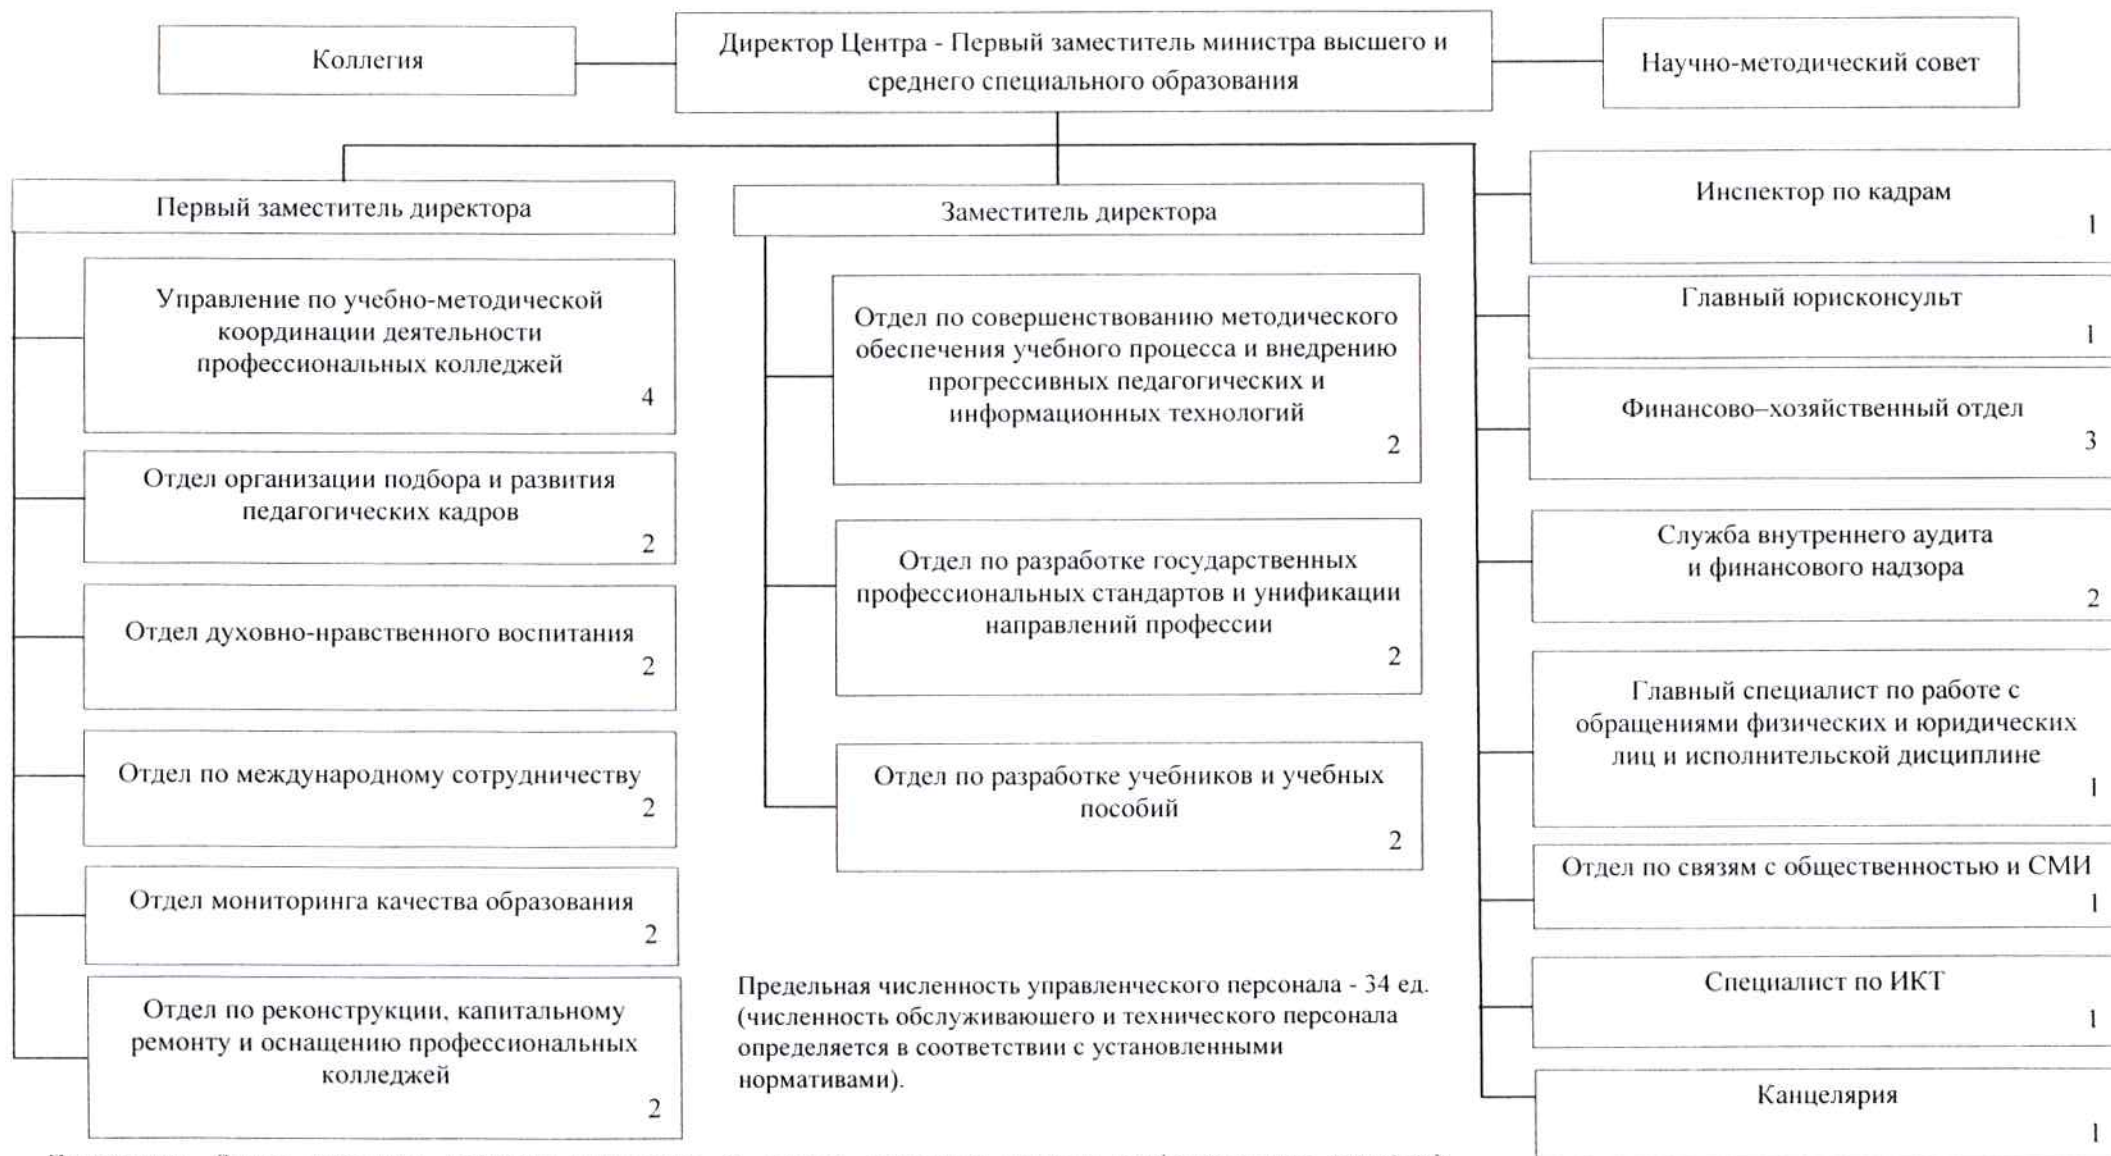 Коллегия
Директор Центра - Первый заместитель министра высшего и
среднего специального образования
Научно-методический совет
Первый заместитель директора
Управление по учебно-методической
координации деятельности
профессиональных колледжей
4
Отдел организации подбора и развития
педагогических кадров
2
Отдел духовно-нравственного воспитания
2
Отдел по международному сотрудничеству
2
Отдел мониторинга качества образования
2
Отдел по реконструкции, капитальному
ремонту и оснащению профессиональных
колледжей
2
Заместитель директора
Отдел по совершенствованию методического
обеспечения учебного процесса и внедрению
прогрессивных педагогических и
информационных технологий
2
Отдел по разработке государственных
профессиональных стандартов и унификации
направлений профессии
2
Отдел по разработке учебников и учебных
пособий
2
Предельная численность управленческого персонала - 34 ед.
(численность обслуживаюшего и технического персонала
определяется в соответствии с установленными
нормативами).
Инспектор по кадрам
1
Главный юрисконсульт
1
Финансово–хозяйственный отдел
3
Служба внутреннего аудита
и финансового надзора
2
Главный специалист по работе с
обращениями физических и юридических
лиц и исполнительской дисциплине
1
Отдел по связям с общественностью и СМИ
1
Специалист по ИКТ
1
Канцелярия
1